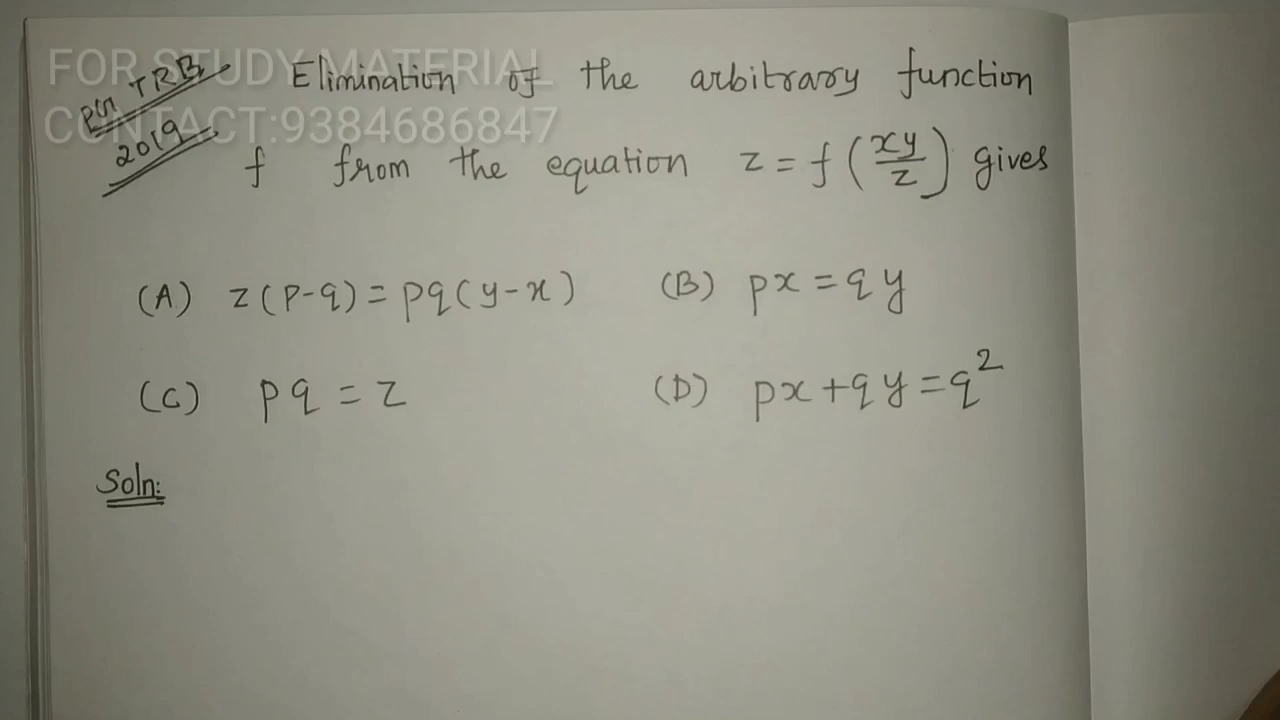 FOR STUDY MATERIAL
CONTACT:9384686847
PG TRB
2019
Elimination of the arbitrary function
f from the equation z = f(xy/z) gives
(A) z(p-q) = pq(y-x) (B) px = qy
(C) pq = z (D) px + qy = q²
Soln: